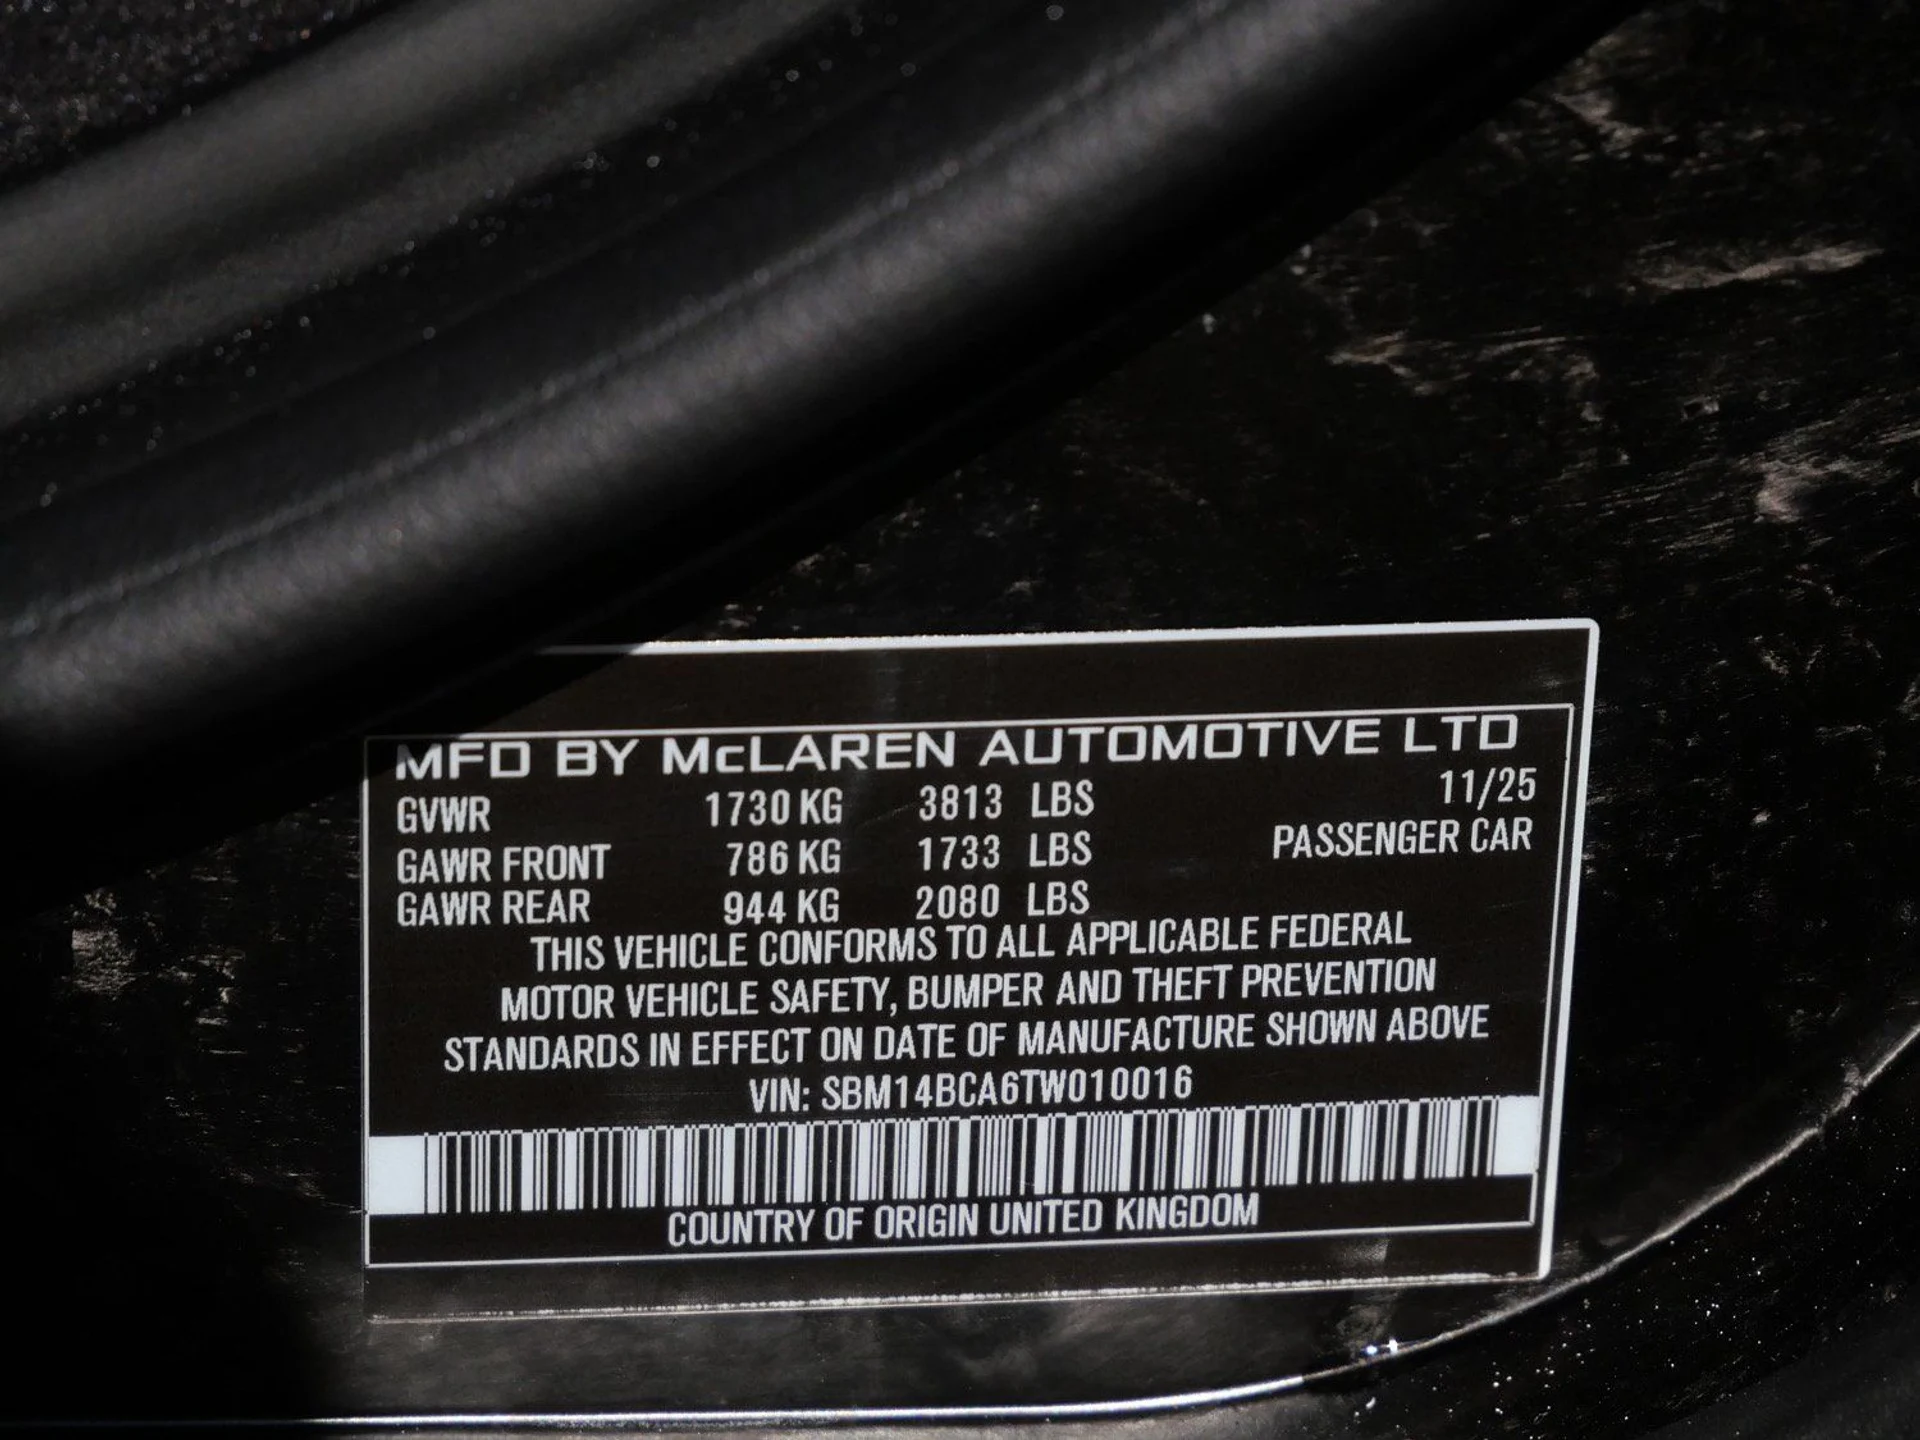 MFD BY McLAREN AUTOMOTIVE LTD
11/25
GVWR 1730 KG 3813 LBS
PASSENGER CAR
GAWR FRONT 786 KG 1733 LBS
GAWR REAR 944 KG 2080 LBS
THIS VEHICLE CONFORMS TO ALL APPLICABLE FEDERAL
MOTOR VEHICLE SAFETY, BUMPER AND THEFT PREVENTION
STANDARDS IN EFFECT ON DATE OF MANUFACTURE SHOWN ABOVE
VIN: SBM14BCA6TW010016
COUNTRY OF ORIGIN UNITED KINGDOM